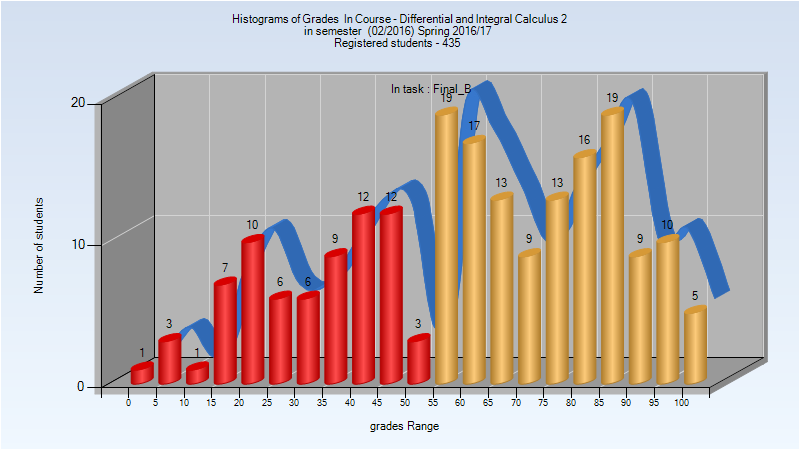 Histograms of Grades In Course - Differential and Integral Calculus 2
in semester (02/2016) Spring 2016/17
Registered students - 435
In task : Final_B
20
10
0
Number of students
1 3 1 7 10 6 6 9 12 12 3 19 17 13 9 13 16 19 9 10 5
0 5 10 15 20 25 30 35 40 45 50 55 60 65 70 75 80 85 90 95 100
grades Range